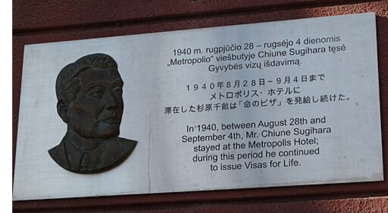 1940 m. rugpjūčio 28 – rugsėjo 4 dienomis
„Metropolio" viešbutyje Chiune Sugihara tęsė
Gyvybės vizų išdavimą.
1940年8月28日~9月4日まで
メトロポリス・ホテルに
滞在した杉原千畝は「命のビザ」を発給し続けた。
In 1940, between August 28th and
September 4th, Mr. Chiune Sugihara
stayed at the Metropolis Hotel;
during this period he continued
to issue Visas for Life.